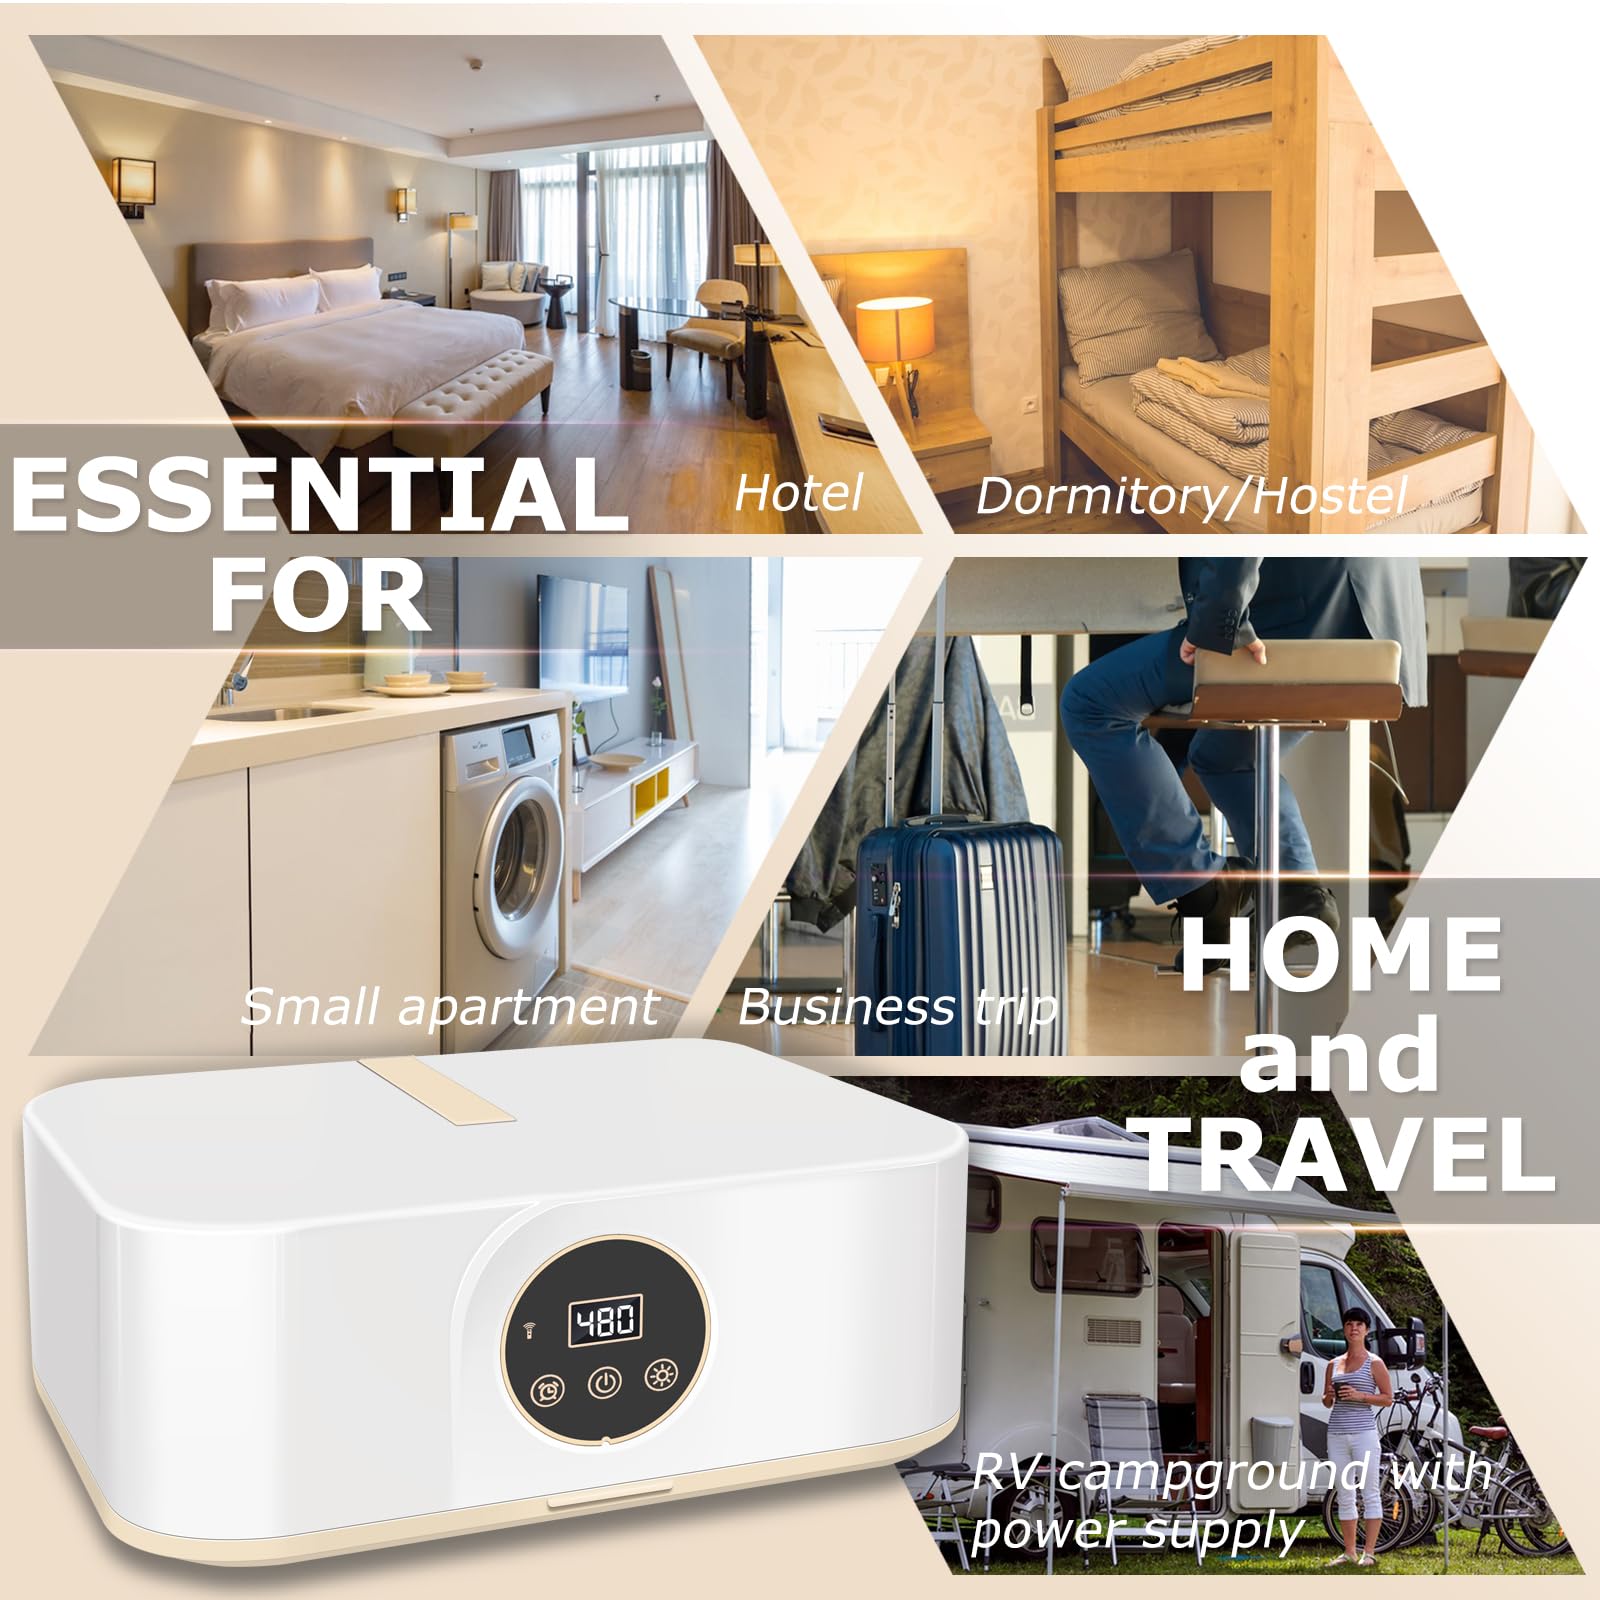 ESSENTIAL
FOR
Hotel
Dormitory/Hostel
Small apartment
Business trip
HOME
and
TRAVEL
480
RV campground with
power supply